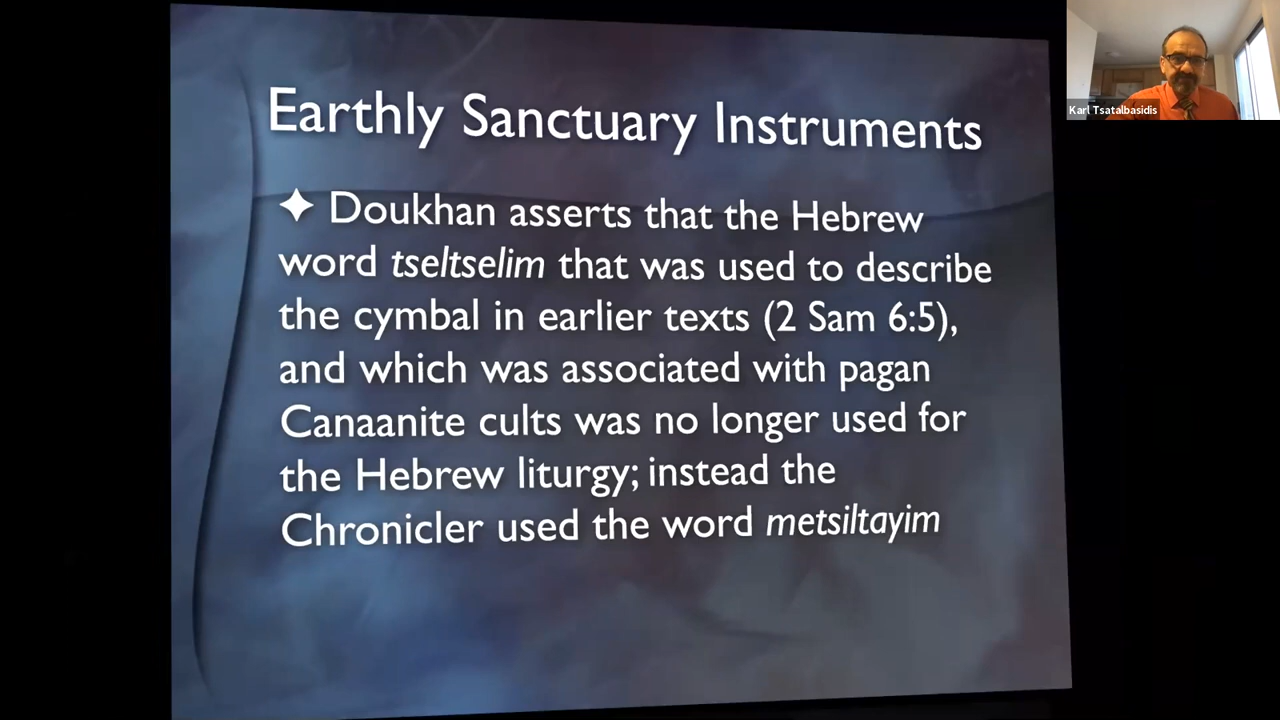 Earthly Sanctuary Instruments
Doukhan asserts that the Hebrew
word tseltselim that was used to describe
the cymbal in earlier texts (2 Sam 6:5),
and which was associated with pagan
Canaanite cults was no longer used for
the Hebrew liturgy; instead the
Chronicler used the word metsiltayim
Karl Tsatalbasidis